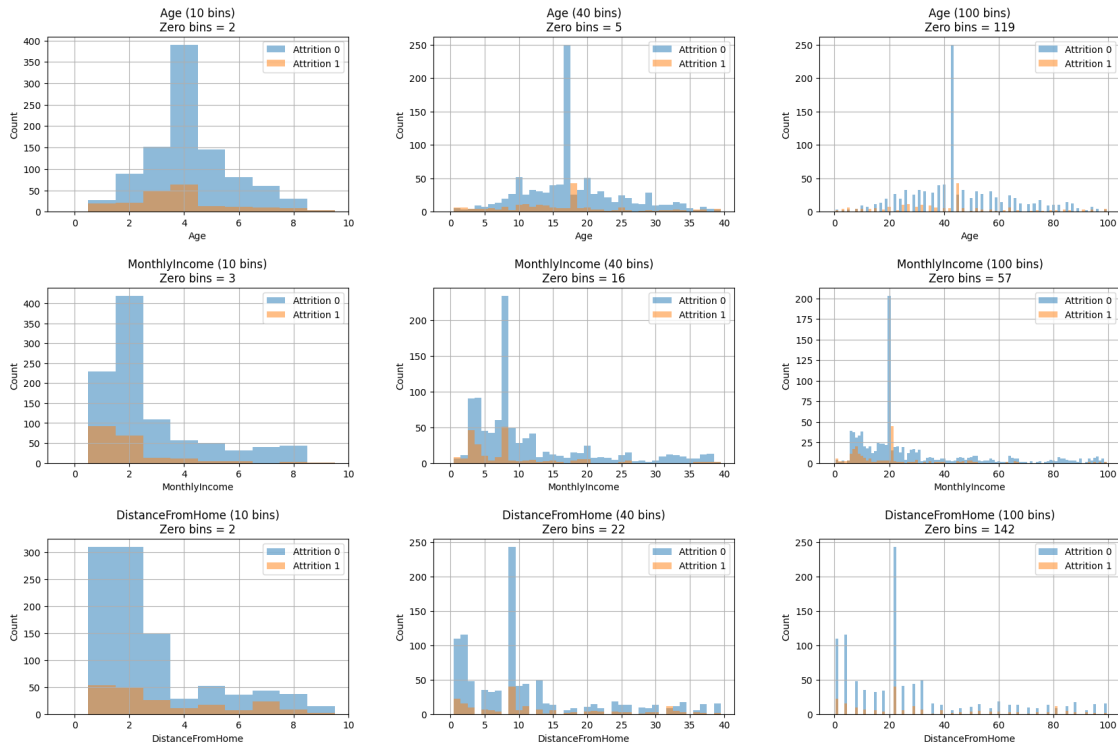 Age (10 bins)
Zero bins = 2
Count
400
350
300
250
200
150
100
50
0
0 2 4 6 8 10
Age
Attrition 0
Attrition 1
Age (40 bins)
Zero bins = 5
Count
250
200
150
100
50
0
0 5 10 15 20 25 30 35 40
Age
Attrition 0
Attrition 1
Age (100 bins)
Zero bins = 119
Count
250
200
150
100
50
0
0 20 40 60 80 100
Age
Attrition 0
Attrition 1
MonthlyIncome (10 bins)
Zero bins = 3
Count
400
350
300
250
200
150
100
50
0
0 2 4 6 8 10
MonthlyIncome
Attrition 0
Attrition 1
MonthlyIncome (40 bins)
Zero bins = 16
Count
200
150
100
50
0
0 5 10 15 20 25 30 35 40
MonthlyIncome
Attrition 0
Attrition 1
MonthlyIncome (100 bins)
Zero bins = 57
Count
200
175
150
125
100
75
50
25
0
0 20 40 60 80 100
MonthlyIncome
Attrition 0
Attrition 1
DistanceFromHome (10 bins)
Zero bins = 2
Count
300
250
200
150
100
50
0
0 2 4 6 8 10
DistanceFromHome
Attrition 0
Attrition 1
DistanceFromHome (40 bins)
Zero bins = 22
Count
250
200
150
100
50
0
0 5 10 15 20 25 30 35 40
DistanceFromHome
Attrition 0
Attrition 1
DistanceFromHome (100 bins)
Zero bins = 142
Count
250
200
150
100
50
0
0 20 40 60 80 100
DistanceFromHome
Attrition 0
Attrition 1